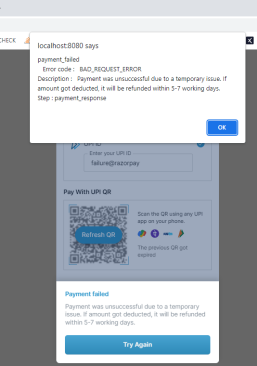 CHECK
localhost:8080 says
payment_failed
Error code : BAD_REQUEST_ERROR
Description : Payment was unsuccessful due to a temporary issue. If
amount got deducted, it will be refunded within 5-7 working days.
Step : payment_response
OK
UPI ID
Enter your UPI ID
failure@razorpay
Pay With UPI QR
Refresh QR
Scan the QR using any UPI
app on your phone.
The previous QR got
expired
Payment failed
Payment was unsuccessful due to a temporary
issue. If amount got deducted, it will be refunded
within 5-7 working days.
Try Again